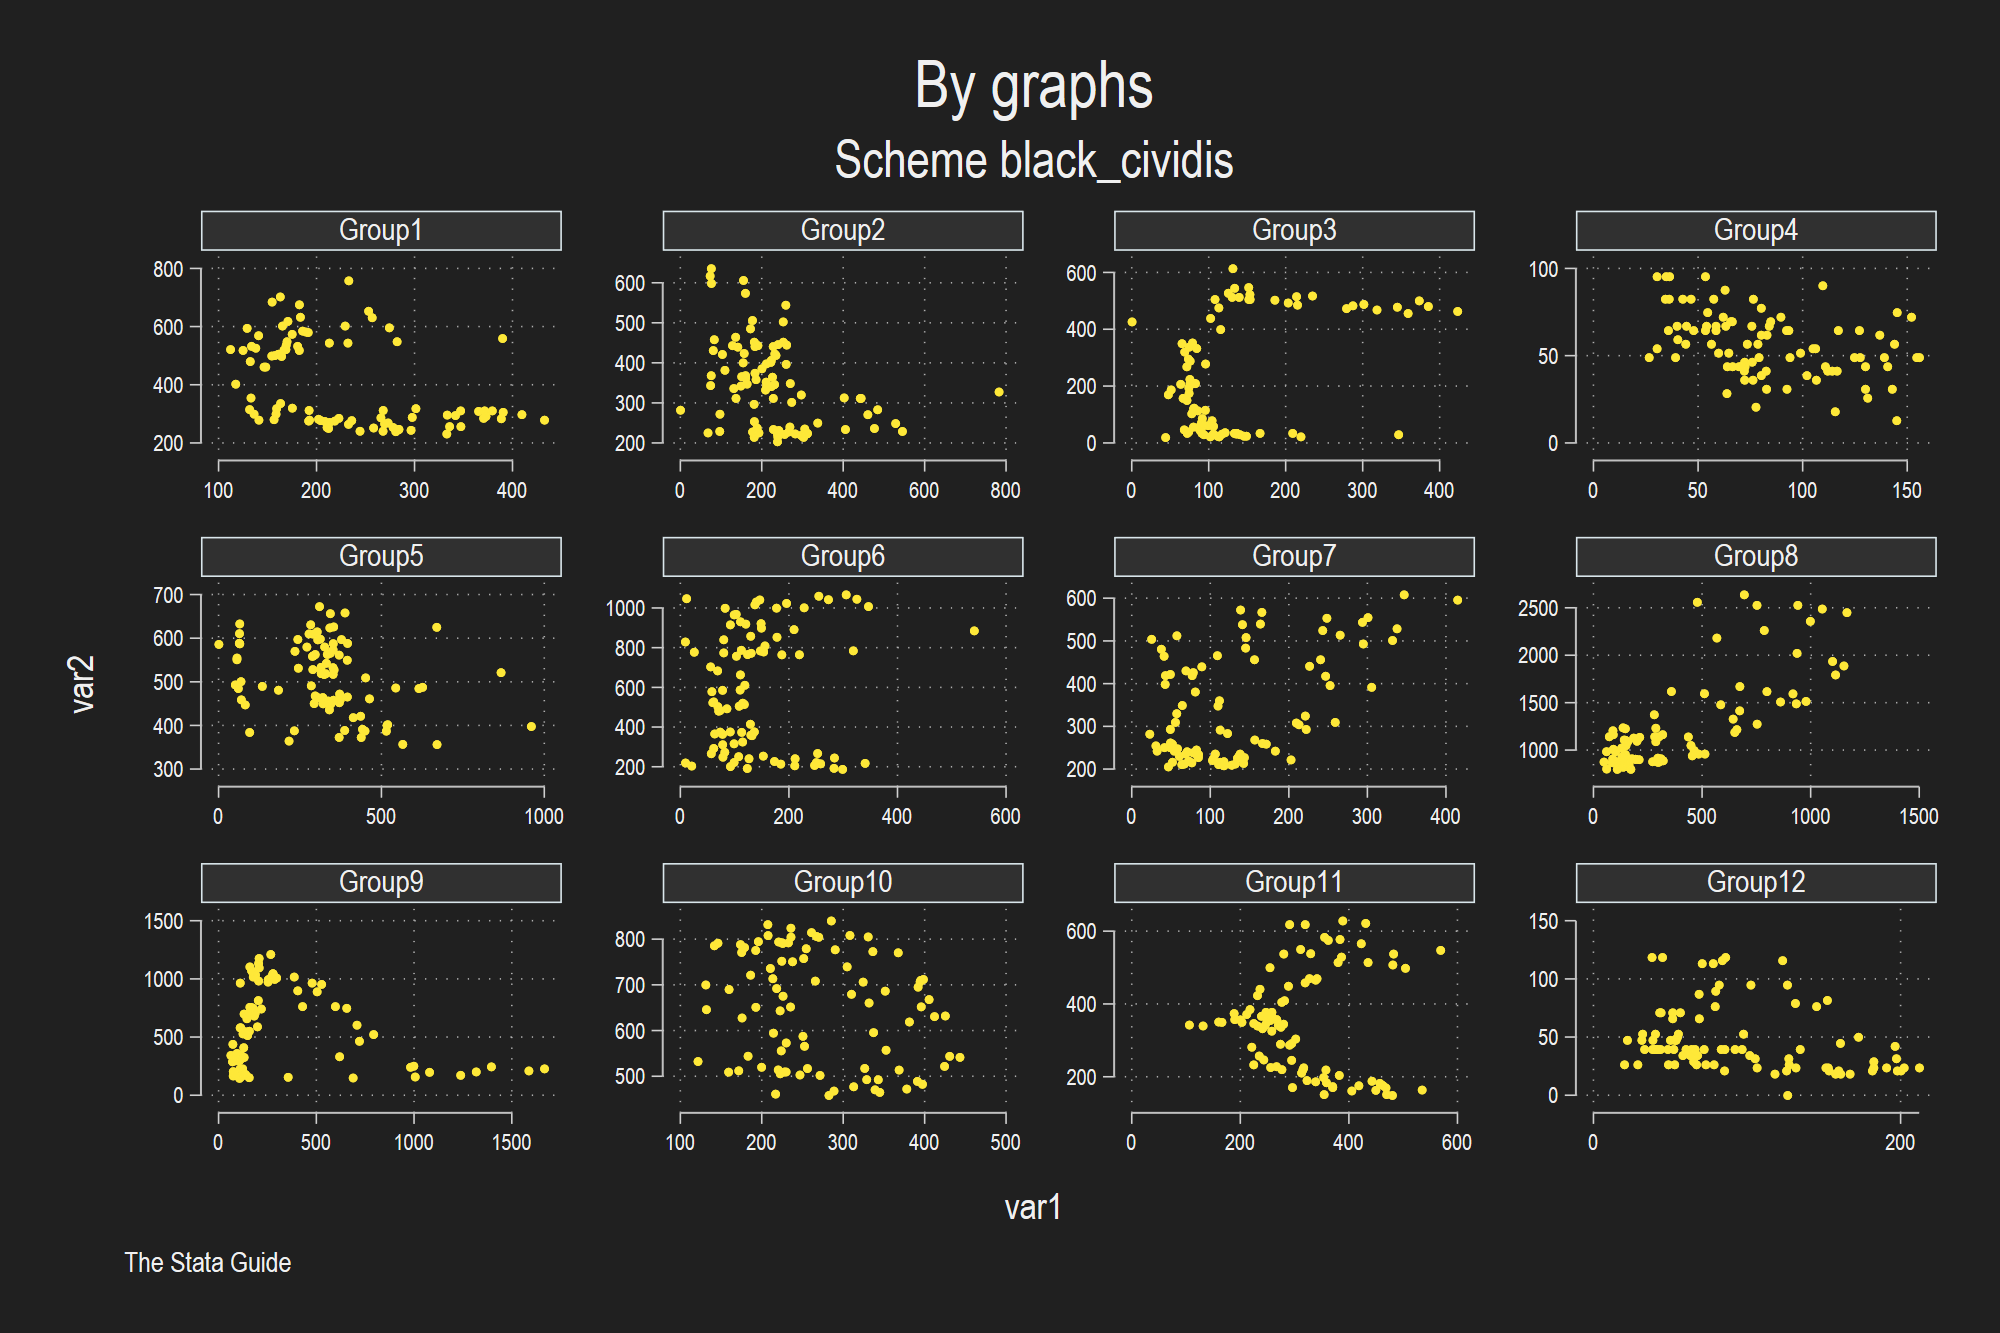 By graphs
Scheme black_cividis
Group1
Group2
Group3
Group4
800
600
400
200
100 200 300 400
600
500
400
300
200
0 200 400 600 800
600
400
200
0
0 100 200 300 400
100
50
0
0 50 100 150
Group5
Group6
Group7
Group8
var2
700
600
500
400
300
0 500 1000
1000
800
600
400
200
0 200 400 600
600
500
400
300
200
0 100 200 300 400
2500
2000
1500
1000
0 500 1000 1500
Group9
Group10
Group11
Group12
1500
1000
500
0
0 500 1000 1500
800
700
600
500
100 200 300 400 500
600
400
200
0 200 400 600
150
100
50
0
0 200
var1
The Stata Guide